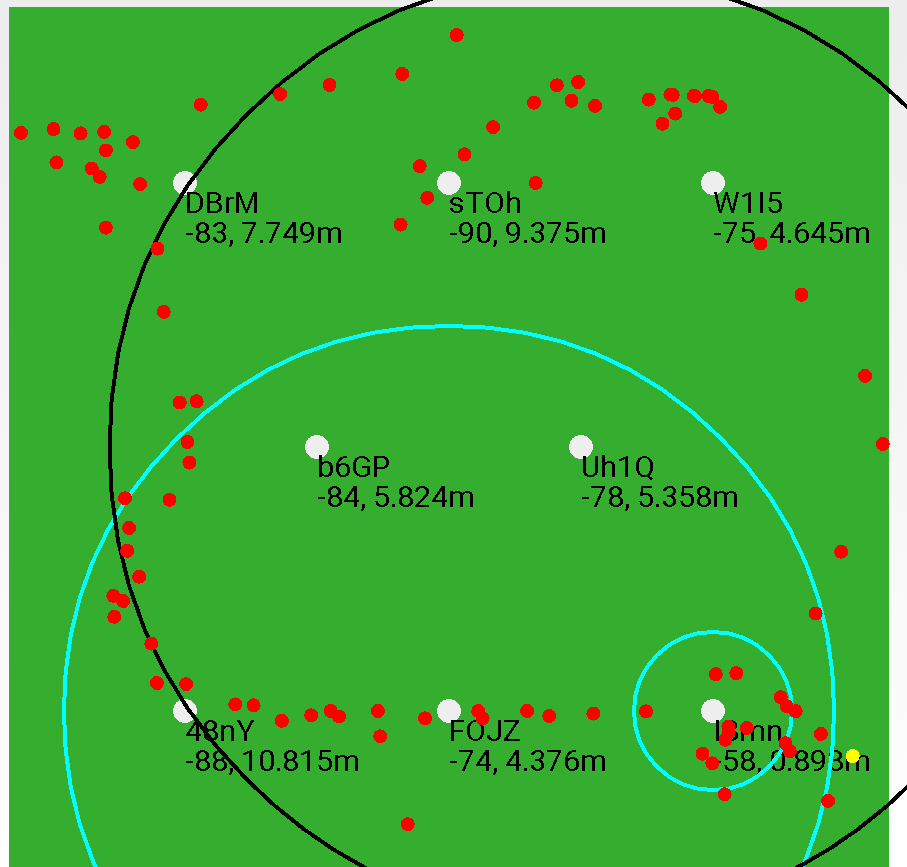 DBrM
-83, 7.749m
sTOh
-90, 9.375m
W1I5
-75, 4.645m
b6GP
-84, 5.824m
Uh1Q
-78, 5.358m
48nY
-88, 10.815m
FOJZ
-74, 4.376m
-58, 0.893m